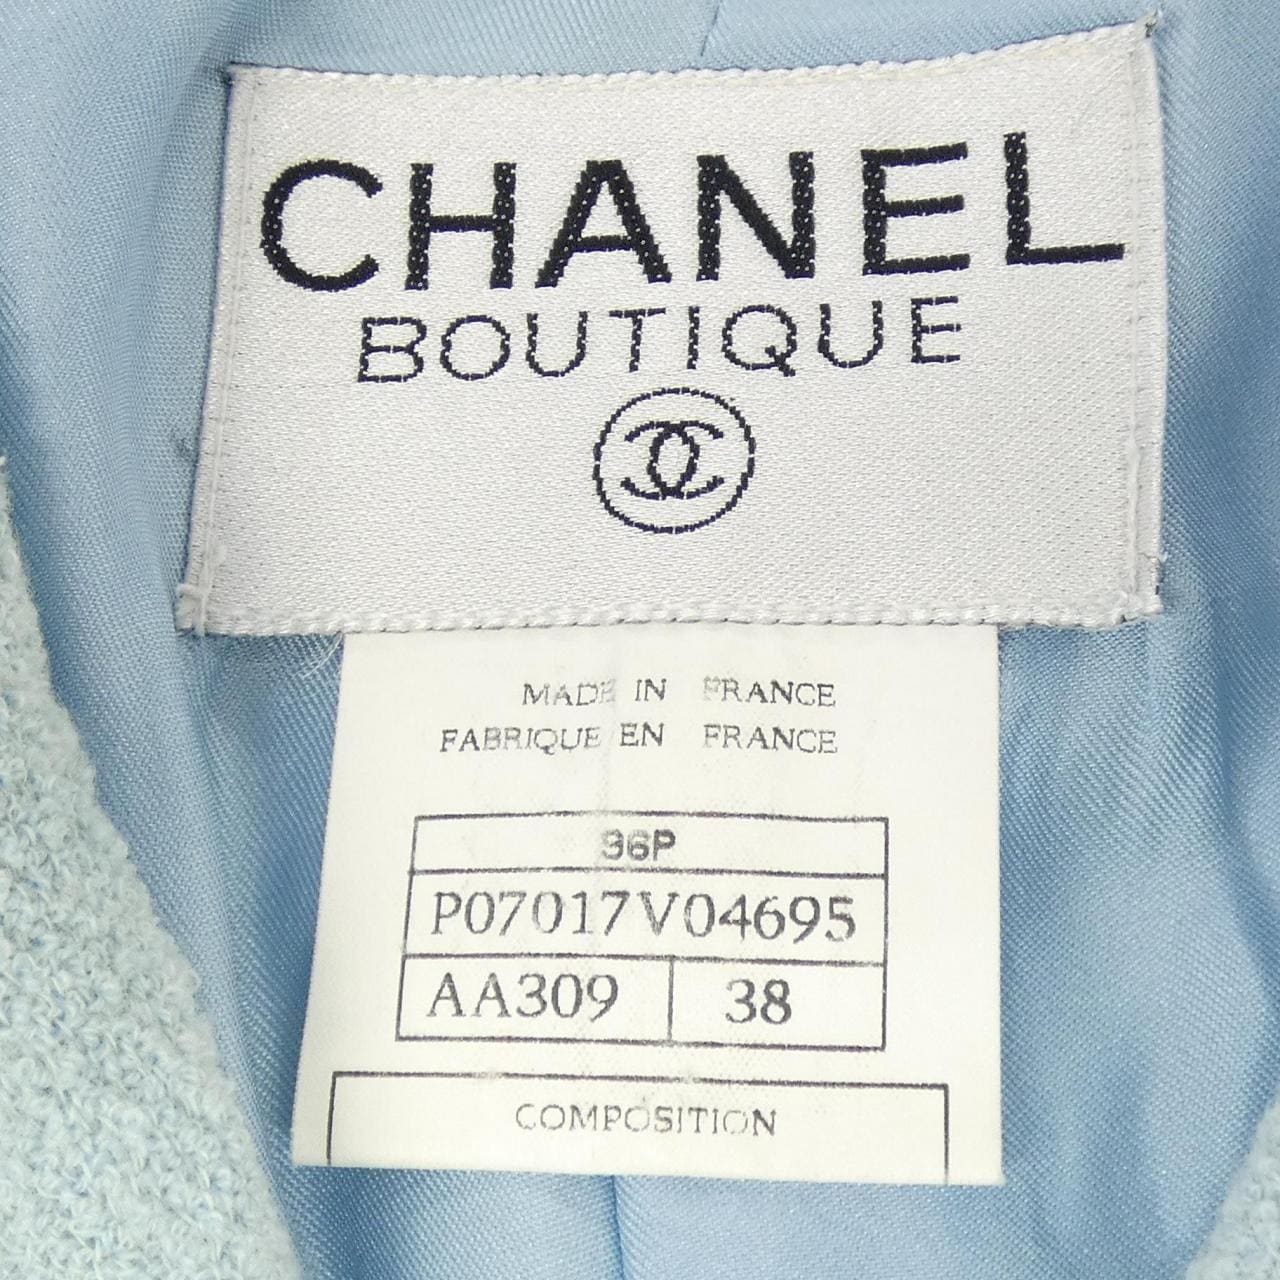 CHANEL
BOUTIQUE
MADE IN FRANCE
FABRIQUE EN FRANCE
96P
P07017V04695
AA309 38
COMPOSITION